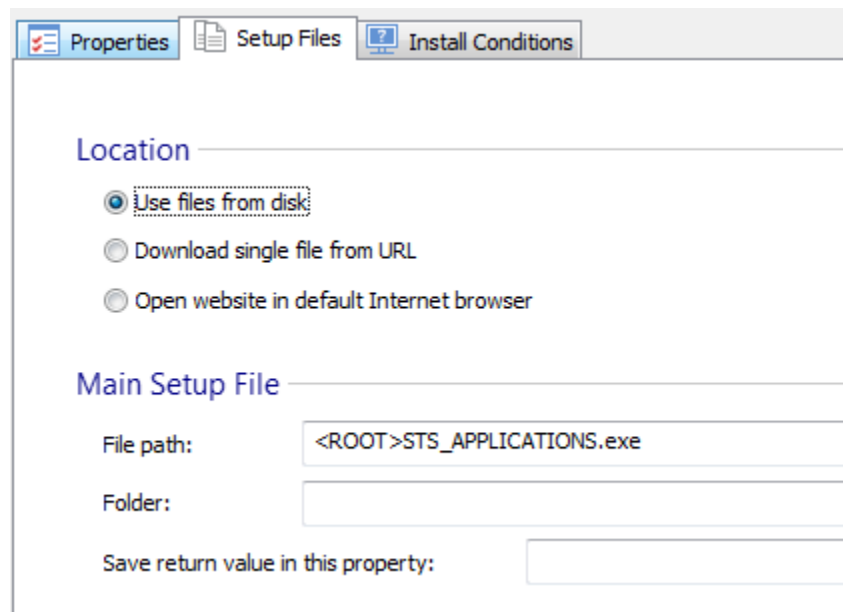 Properties Setup Files Install Conditions
Location
Use files from disk
Download single file from URL
Open website in default Internet browser
Main Setup File
File path: <ROOT>STS_APPLICATIONS.exe
Folder:
Save return value in this property: